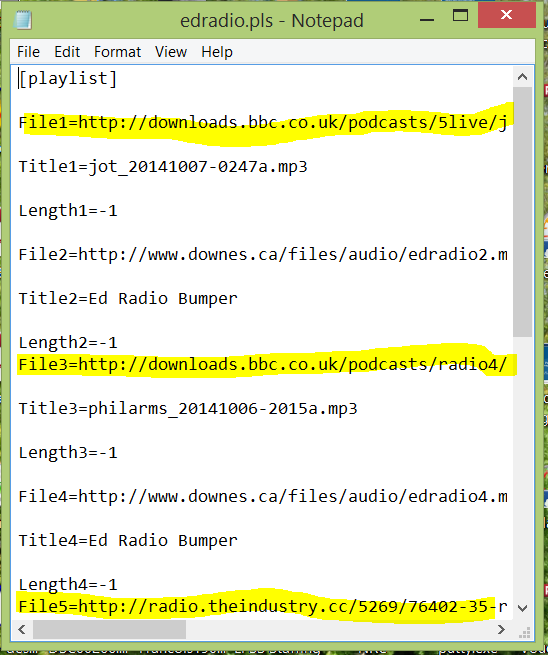 edradio.pls - Notepad
File Edit Format View Help
[playlist]
File1=http://downloads.bbc.co.uk/podcasts/5live/j
Title1=jot_20141007-0247a.mp3
Length1=-1
File2=http://www.downes.ca/files/audio/edradio2.m
Title2=Ed Radio Bumper
Length2=-1
File3=http://downloads.bbc.co.uk/podcasts/radio4/
Title3=philarms_20141006-2015a.mp3
Length3=-1
File4=http://www.downes.ca/files/audio/edradio4.m
Title4=Ed Radio Bumper
Length4=-1
File5=http://radio.theindustry.cc/5269/76402-35-r